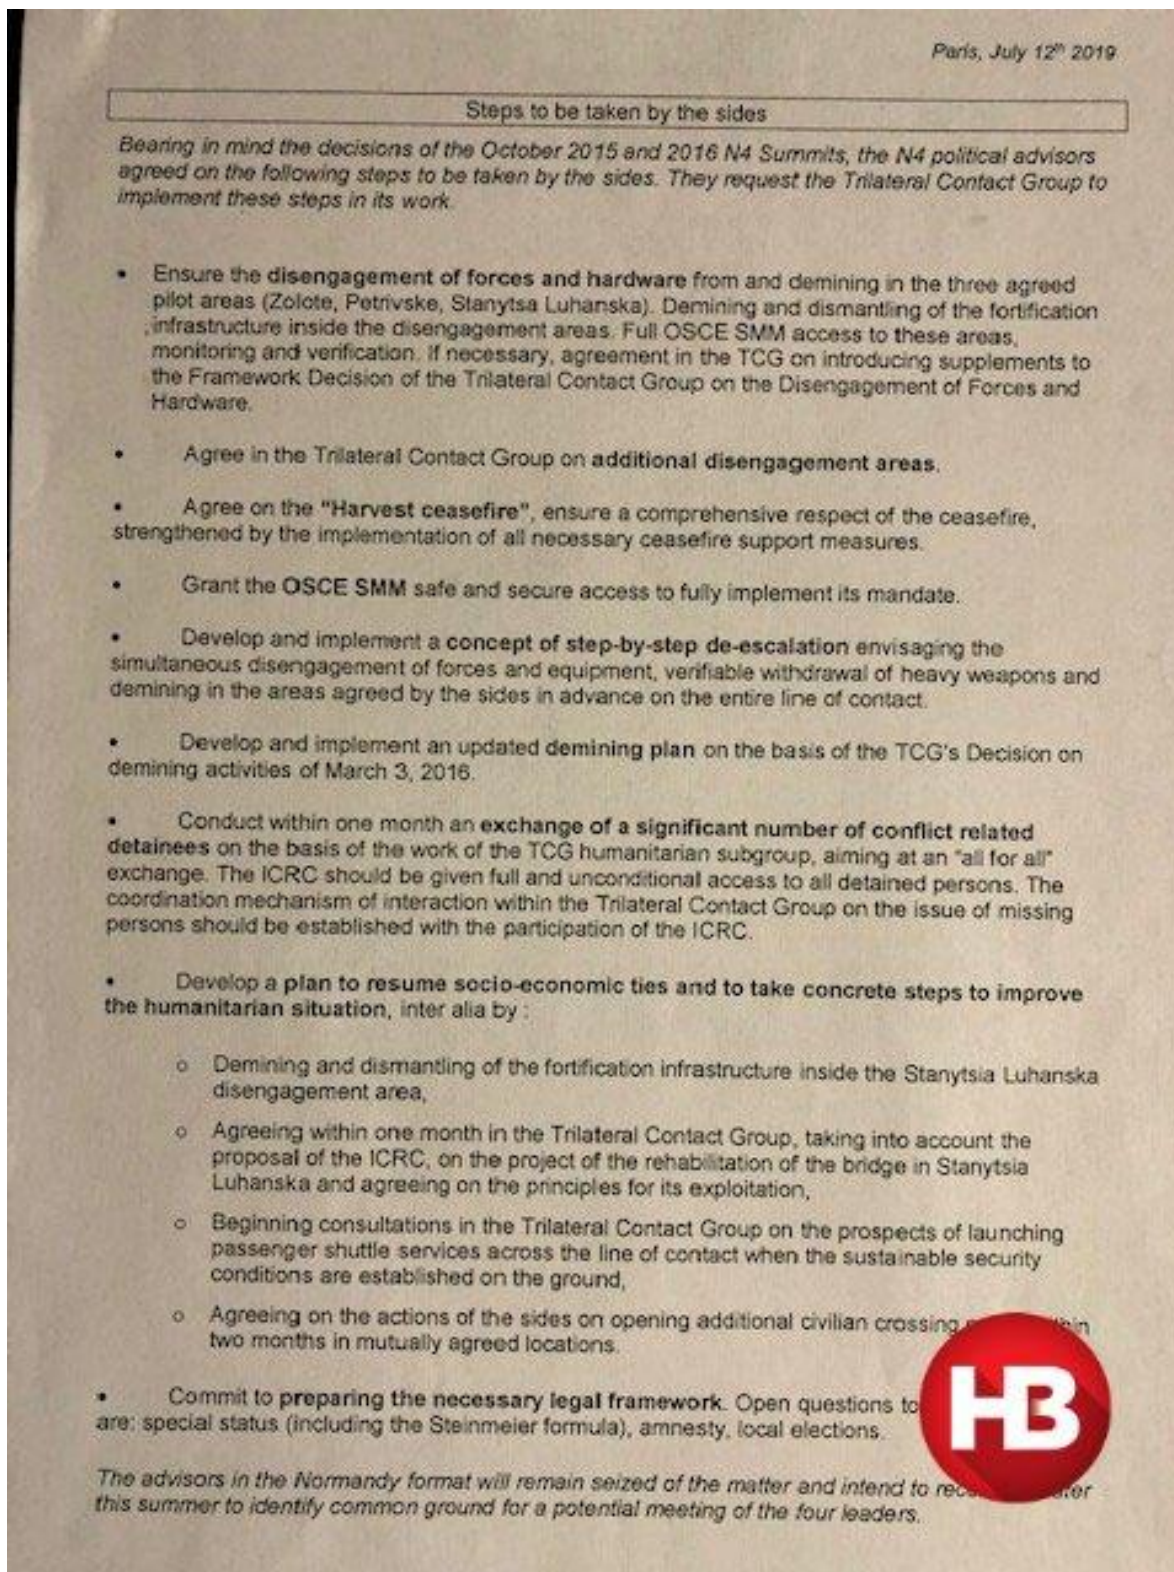 Paris, July 12th 2019
Steps to be taken by the sides
Bearing in mind the decisions of the October 2015 and 2016 N4 Summits, the N4 political advisors
agreed on the following steps to be taken by the sides. They request the Trilateral Contact Group to
implement these steps in its work.
• Ensure the disengagement of forces and hardware from and demining in the three agreed
pilot areas (Zolote, Petrivske, Stanytsa Luhanska). Demining and dismantling of the fortification
infrastructure inside the disengagement areas. Full OSCE SMM access to these areas,
monitoring and verification. If necessary, agreement in the TCG on introducing supplements to
the Framework Decision of the Trilateral Contact Group on the Disengagement of Forces and
Hardware.
• Agree in the Trilateral Contact Group on additional disengagement areas.
• Agree on the "Harvest ceasefire", ensure a comprehensive respect of the ceasefire,
strengthened by the implementation of all necessary ceasefire support measures.
• Grant the OSCE SMM safe and secure access to fully implement its mandate.
• Develop and implement a concept of step-by-step de-escalation envisaging the
simultaneous disengagement of forces and equipment, verifiable withdrawal of heavy weapons and
demining in the areas agreed by the sides in advance on the entire line of contact.
• Develop and implement an updated demining plan on the basis of the TCG's Decision on
demining activities of March 3, 2016.
• Conduct within one month an exchange of a significant number of conflict related
detainees on the basis of the work of the TCG humanitarian subgroup, aiming at an "all for all"
exchange. The ICRC should be given full and unconditional access to all detained persons. The
coordination mechanism of interaction within the Trilateral Contact Group on the issue of missing
persons should be established with the participation of the ICRC.
• Develop a plan to resume socio-economic ties and to take concrete steps to improve
the humanitarian situation, inter alia by :
o Demining and dismantling of the fortification infrastructure inside the Stanytsia Luhanska
disengagement area,
o Agreeing within one month in the Trilateral Contact Group, taking into account the
proposal of the ICRC, on the project of the rehabilitation of the bridge in Stanytsia
Luhanska and agreeing on the principles for its exploitation,
o Beginning consultations in the Trilateral Contact Group on the prospects of launching
passenger shuttle services across the line of contact when the sustainable security
conditions are established on the ground,
o Agreeing on the actions of the sides on opening additional civilian crossing
two months in mutually agreed locations.
• Commit to preparing the necessary legal framework. Open questions to
are: special status (including the Steinmeier formula), amnesty, local elections.
The advisors in the Normandy format will remain seized of the matter and intend to
this summer to identify common ground for a potential meeting of the four leaders.
HB